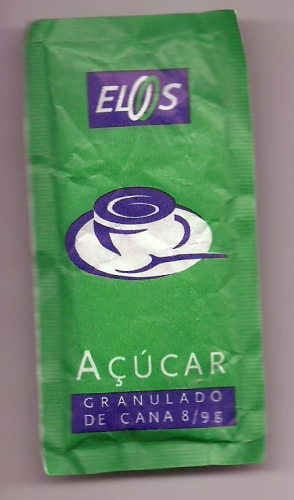 ELOS
AÇÚCAR
GRANULADO
DE CANA 8/9g